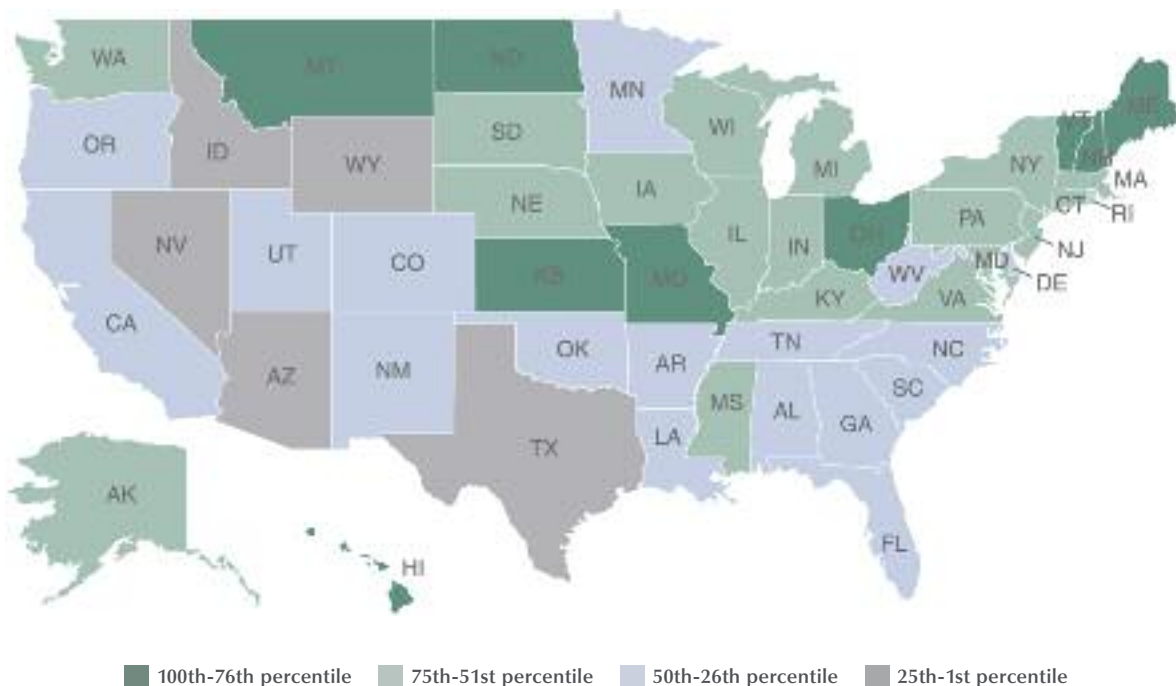 WA
MT
ND
MN
VT
ME
OR
ID
WY
SD
WI
MI
NY
NH
MA
CT
RI
NV
UT
CO
NE
IA
IL
IN
OH
PA
NJ
MD
DE
WV
VA
KY
KS
MO
CA
AZ
NM
OK
AR
TN
NC
SC
MS
AL
GA
LA
TX
FL
AK
HI
100th-76th percentile 75th-51st percentile 50th-26th percentile 25th-1st percentile